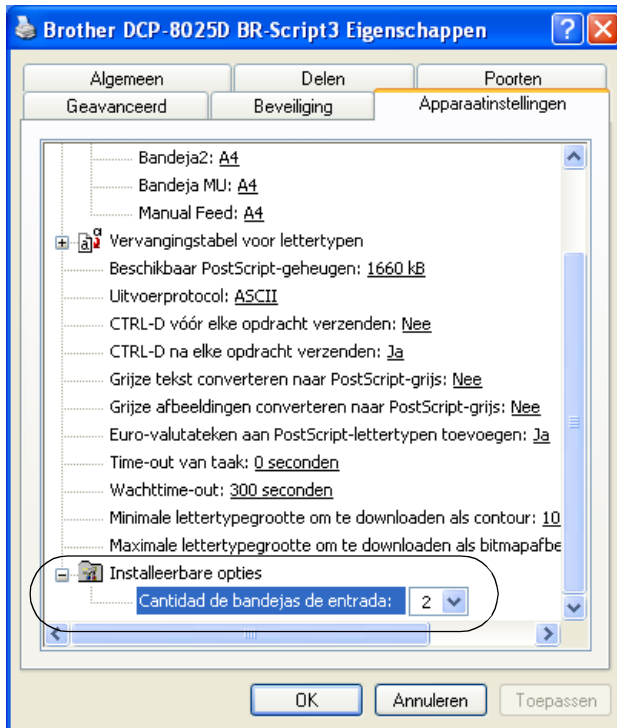 Brother DCP-8025D BR-Script3 Eigenschappen
Algemeen Delen Poorten
Geavanceerd Beveiliging Apparaatinstellingen
Bandeja2: A4
Bandeja MU: A4
Manual Feed: A4
Vervangingstabel voor lettertypen
Beschikbaar PostScript-geheugen: 1660 kB
Uitvoerprotocol: ASCII
CTRL-D vóór elke opdracht verzenden: Nee
CTRL-D na elke opdracht verzenden: Ja
Grijze tekst converteren naar PostScript-grijs: Nee
Grijze afbeeldingen converteren naar PostScript-grijs: Nee
Euro-valutateken aan PostScript-lettertypen toevoegen: Ja
Time-out van taak: 0 seconden
Wachttime-out: 300 seconden
Minimale lettertypegrootte om te downloaden als contour: 10
Maximale lettertypegrootte om te downloaden als bitmapafbe
Installeerbare opties
Cantidad de bandejas de entrada: 2
OK Annuleren Toepassen